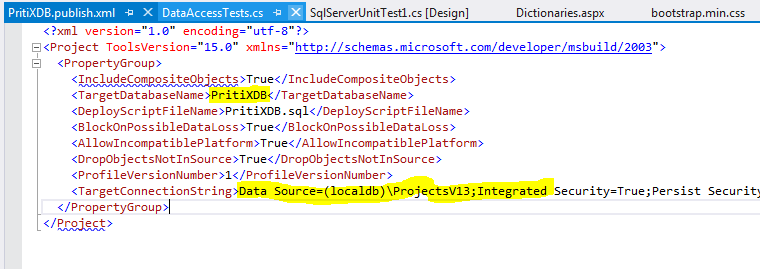 PritiXDB.publish.xml DataAccessTests.cs SqlServerUnitTest1.cs [Design] Dictionaries.aspx bootstrap.min.css
<?xml version="1.0" encoding="utf-8"?>
<Project ToolsVersion="15.0" xmlns="http://schemas.microsoft.com/developer/msbuild/2003">
<PropertyGroup>
<IncludeCompositeObjects>True</IncludeCompositeObjects>
<TargetDatabaseName>PritiXDB</TargetDatabaseName>
<DeployScriptFileName>PritiXDB.sql</DeployScriptFileName>
<BlockOnPossibleDataLoss>True</BlockOnPossibleDataLoss>
<AllowIncompatiblePlatform>True</AllowIncompatiblePlatform>
<DropObjectsNotInSource>True</DropObjectsNotInSource>
<ProfileVersionNumber>1</ProfileVersionNumber>
<TargetConnectionString>Data Source=(localdb)\ProjectsV13;Integrated Security=True;Persist Security
</PropertyGroup>
</Project>